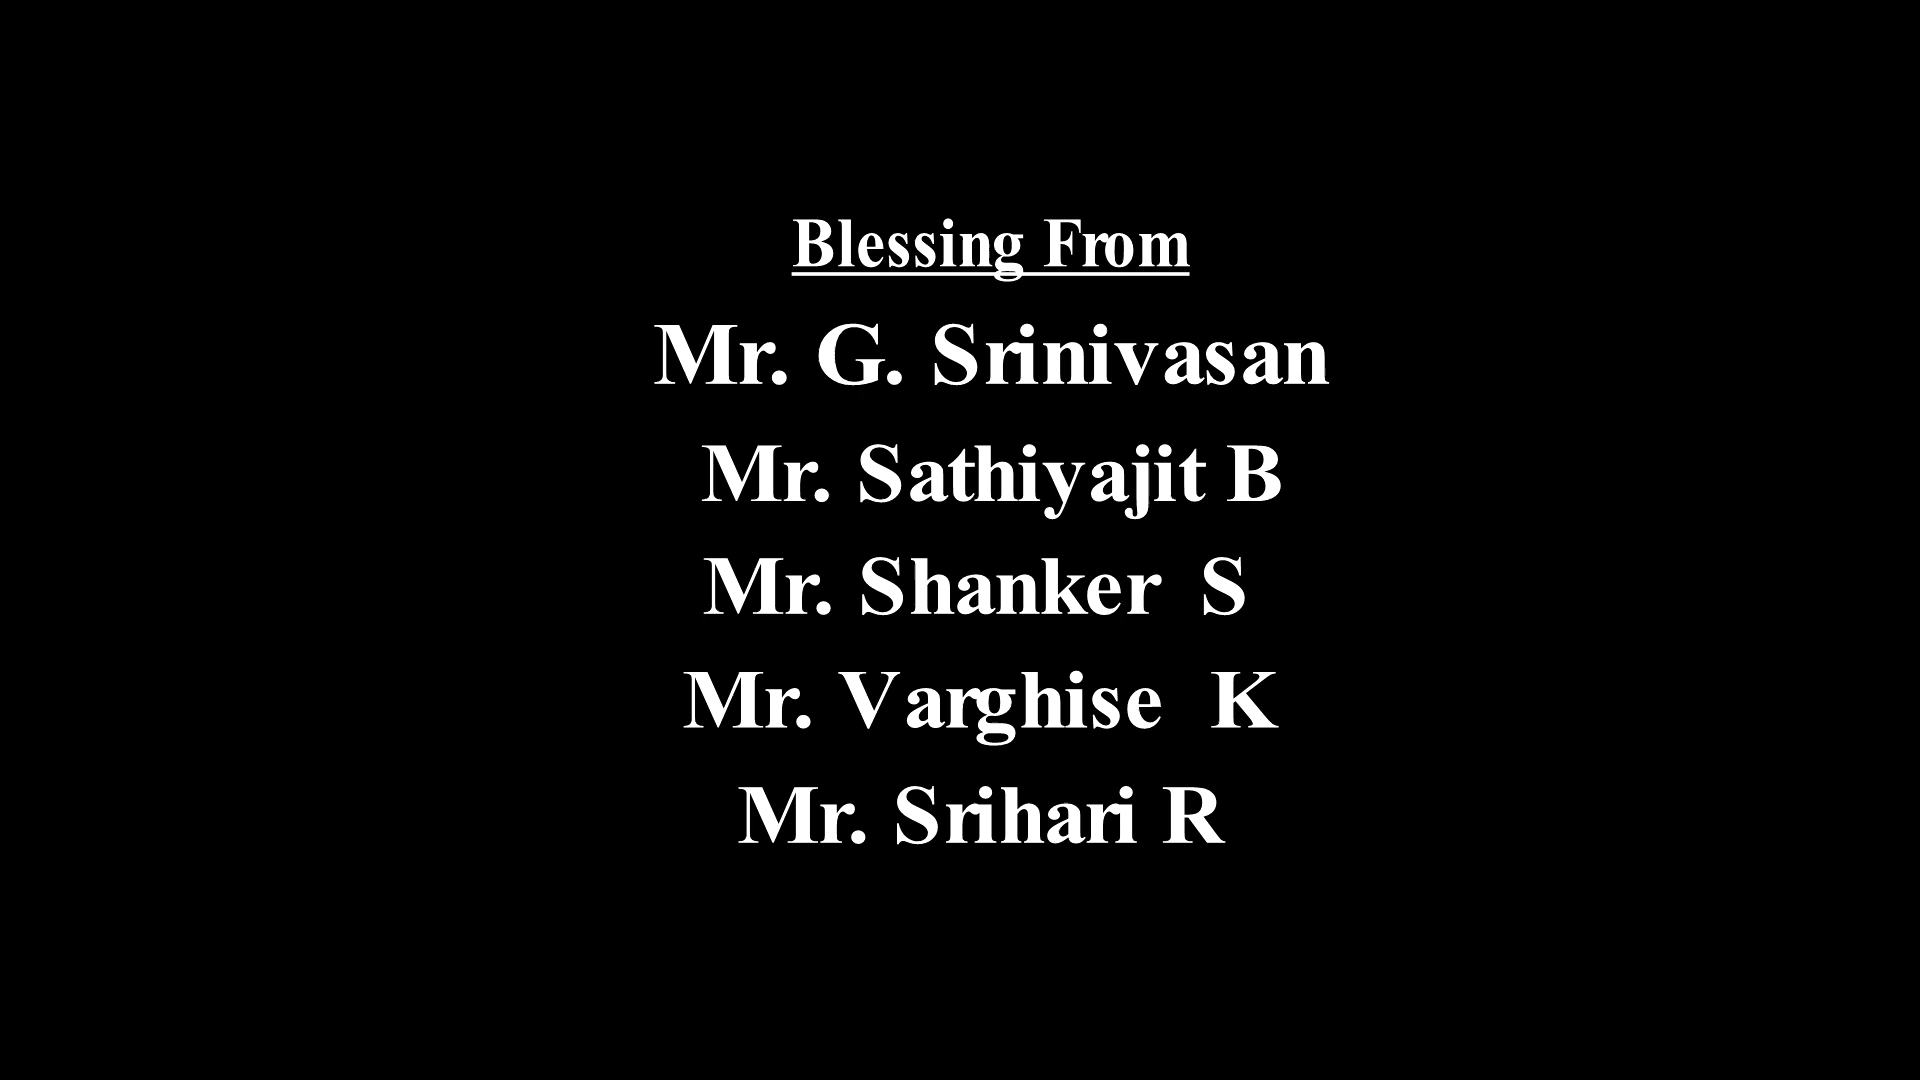 Blessing From
Mr. G. Srinivasan
Mr. Sathiyajit B
Mr. Shanker S
Mr. Varghise K
Mr. Srihari R